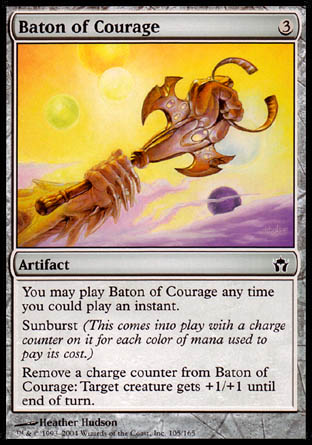 Baton of Courage 3
Artifact
You may play Baton of Courage any time
you could play an instant.
Sunburst (This comes into play with a charge
counter on it for each color of mana used to
pay its cost.)
Remove a charge counter from Baton of
Courage: Target creature gets +1/+1 until
end of turn.
Heather Hudson
™ & © 1993–2004 Wizards of the Coast, Inc. 105/165